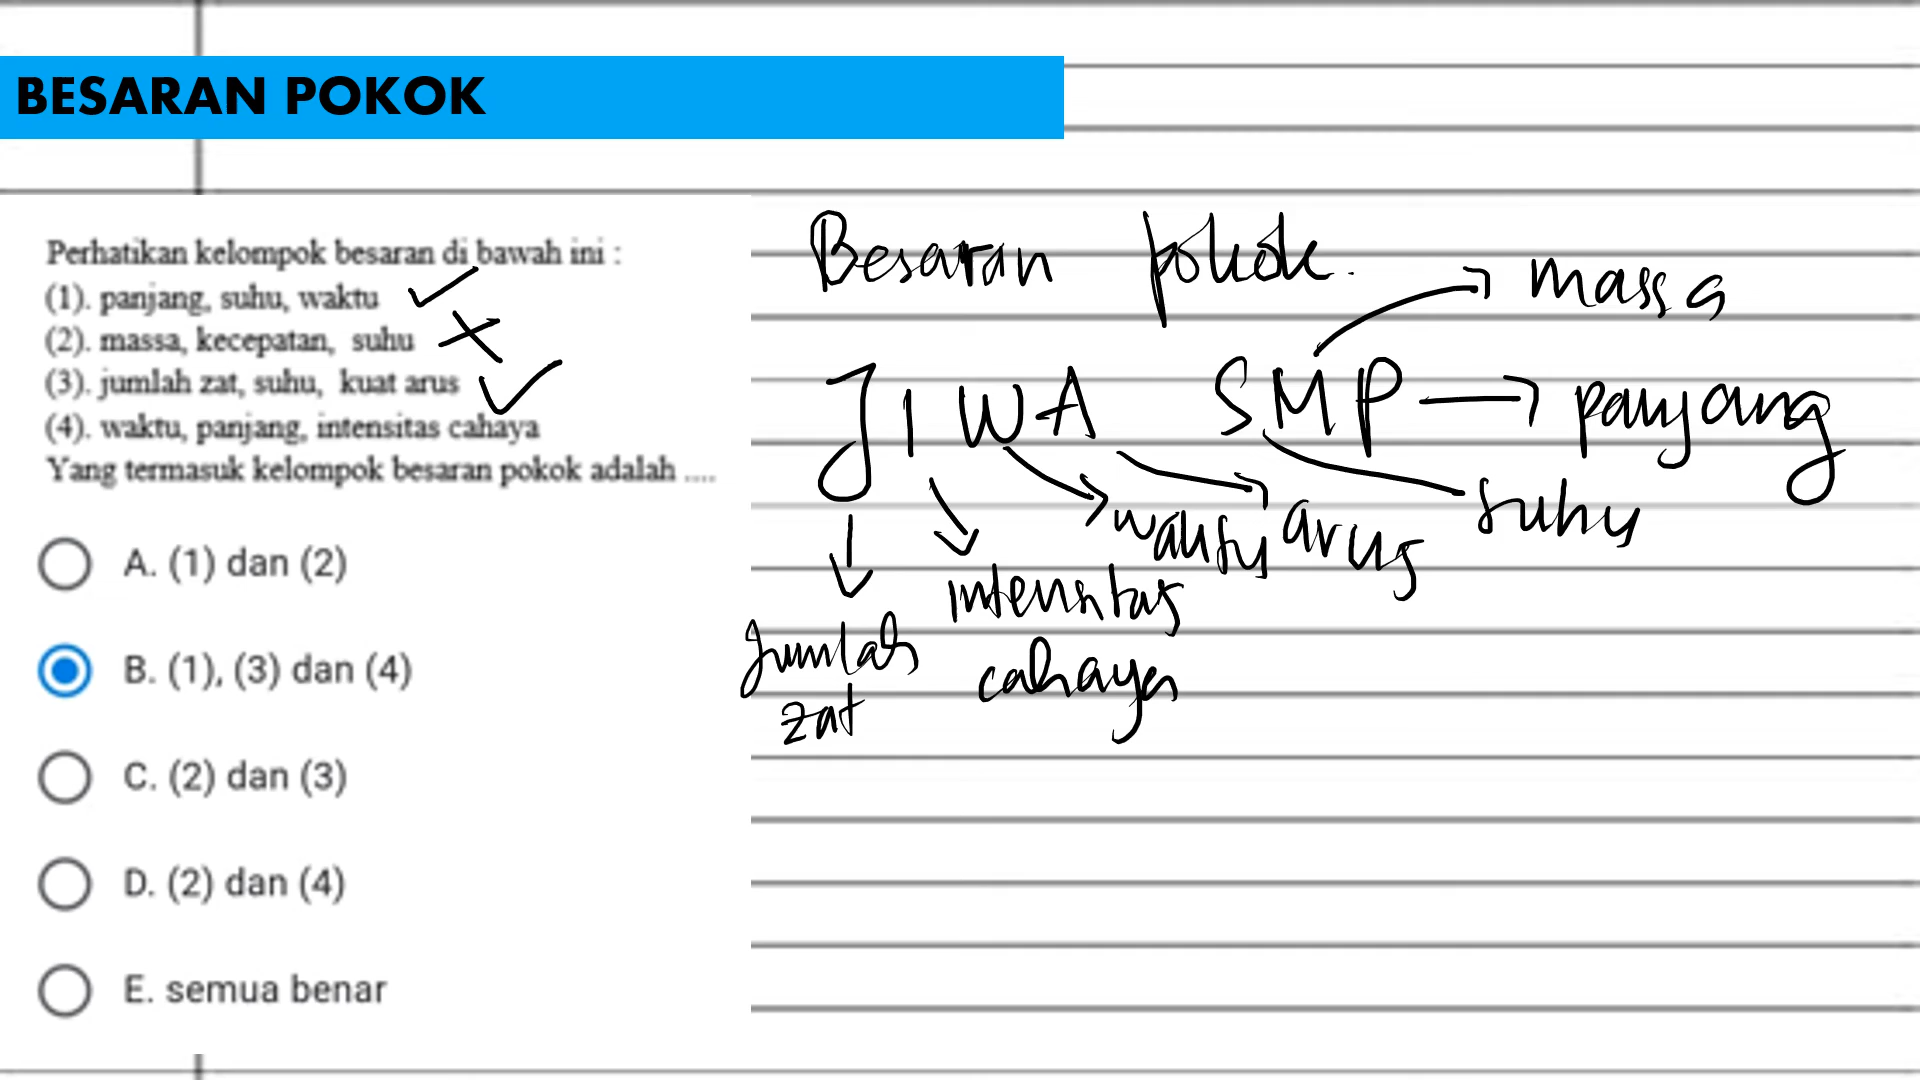 BESARAN POKOK
Perhatikan kelompok besaran di bawah ini :
(1). panjang, suhu, waktu
(2). massa, kecepatan, suhu
(3). jumlah zat, suhu, kuat arus
(4). waktu, panjang, intensitas cahaya
Yang termasuk kelompok besaran pokok adalah ....
A. (1) dan (2)
B. (1), (3) dan (4)
C. (2) dan (3)
D. (2) dan (4)
E. semua benar
Besaran pokok.
massa
JIWA SMP panjang
waktu arus suhu
intensitas
cahaya
Jumlah
zat